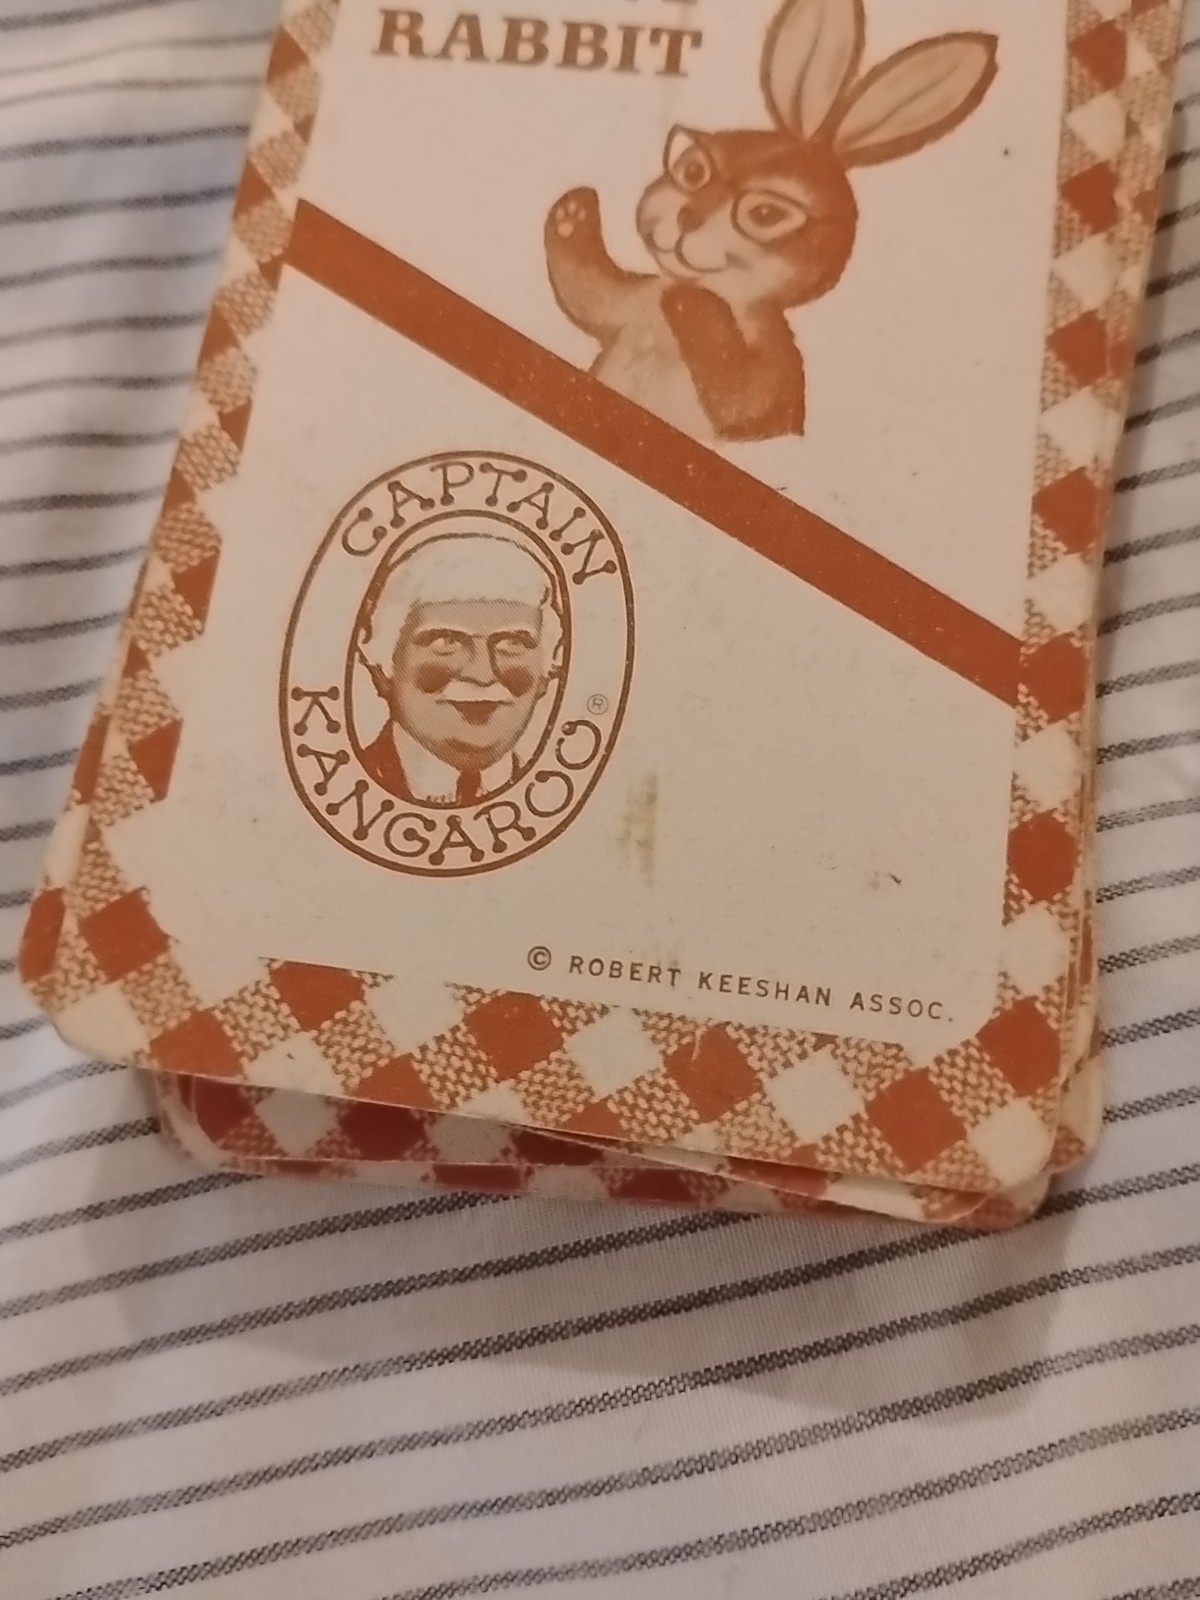 RABBIT
CAPTAIN
KANGAROO®
© ROBERT KEESHAN ASSOC.